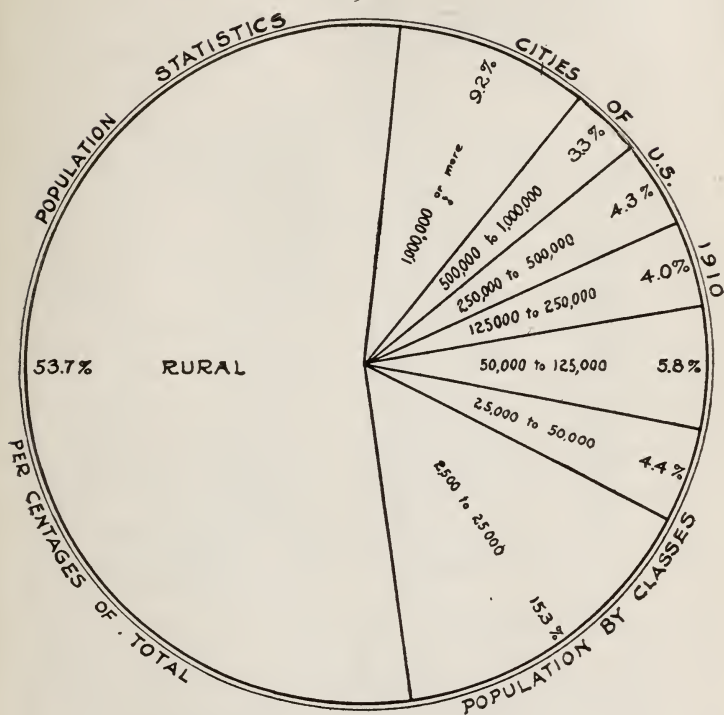 POPULATION STATISTICS
CITIES OF U.S. 1910
9.2%
1,000,000 or more
3.3%
500,000 to 1,000,000
4.3%
250,000 to 500,000
4.0%
125000 to 250,000
53.7% RURAL
50,000 to 125,000 5.8%
25,000 to 50,000
4.4%
2,500 to 25000
15.3%
PER CENTAGES OF TOTAL
POPULATION BY CLASSES